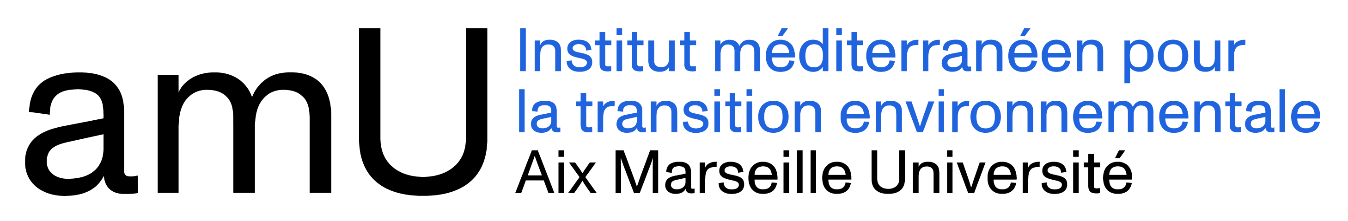 amU
Institut méditerranéen pour
la transition environnementale
Aix Marseille Université